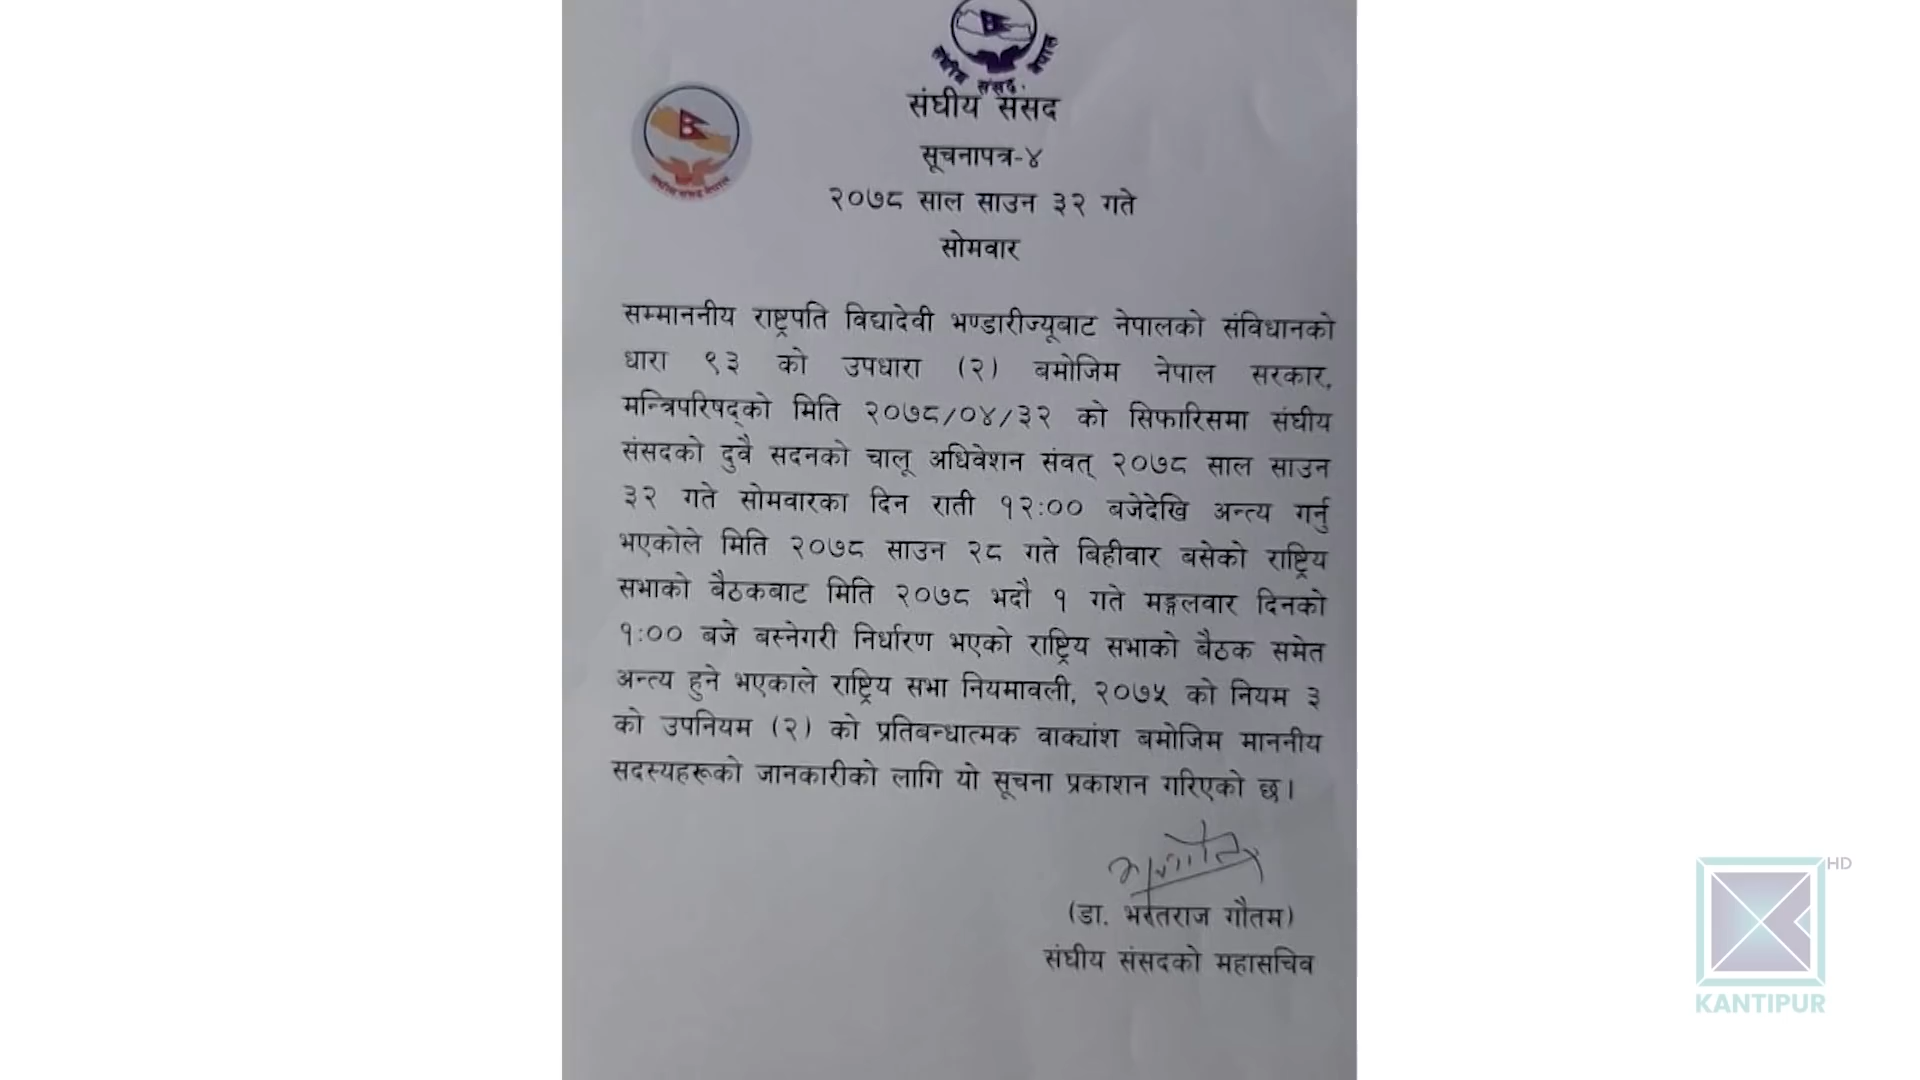 संघीय संसद नेपाल
संघीय संसद
सूचनापत्र-४
२०७८ साल साउन ३२ गते
सोमवार
सम्माननीय राष्ट्रपति विद्यादेवी भण्डारीज्यूबाट नेपालको संविधानको
धारा ९३ को उपधारा (२) बमोजिम नेपाल सरकार,
मन्त्रिपरिषद्को मिति २०७८/०४/३२ को सिफारिसमा संघीय
संसदको दुवै सदनको चालू अधिवेशन संवत् २०७८ साल साउन
३२ गते सोमवारका दिन राती १२:०० बजेदेखि अन्त्य गर्नु
भएकोले मिति २०७८ साउन २८ गते बिहीवार बसेको राष्ट्रिय
सभाको बैठकबाट मिति २०७८ भदौ १ गते मङ्गलवार दिनको
१:०० बजे बस्नेगरी निर्धारण भएको राष्ट्रिय सभाको बैठक समेत
अन्त्य हुने भएकाले राष्ट्रिय सभा नियमावली, २०७५ को नियम ३
को उपनियम (२) को प्रतिबन्धात्मक वाक्यांश बमोजिम माननीय
सदस्यहरूको जानकारीको लागि यो सूचना प्रकाशन गरिएको छ।
(डा. भरतराज गौतम)
संघीय संसदको महासचिव
संघीय संसद नेपाल
HD
KANTIPUR